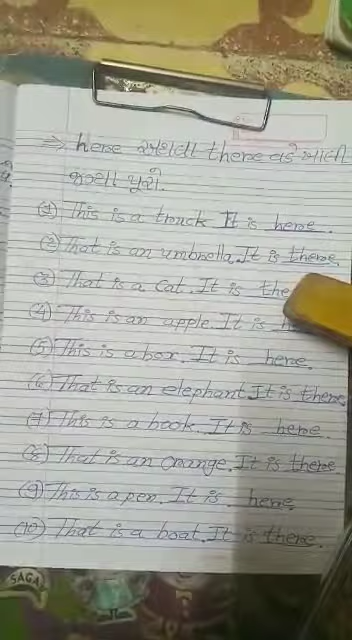 ⇒ here અથવા there વડે ખાલી
જગ્યા પુરો.
(1) This is a truck. It is here.
(2) That is an umbrella. It is there.
(3) That is a cat. It is the
(4) This is an apple. It is
(5) This is a box. It is here.
(6) That is an elephant. It is there
(7) This is a book. It is here.
(8) That is an orange. It is there.
(9) This is a pen. It is here.
(10) That is a boat. It is there.
SAGA